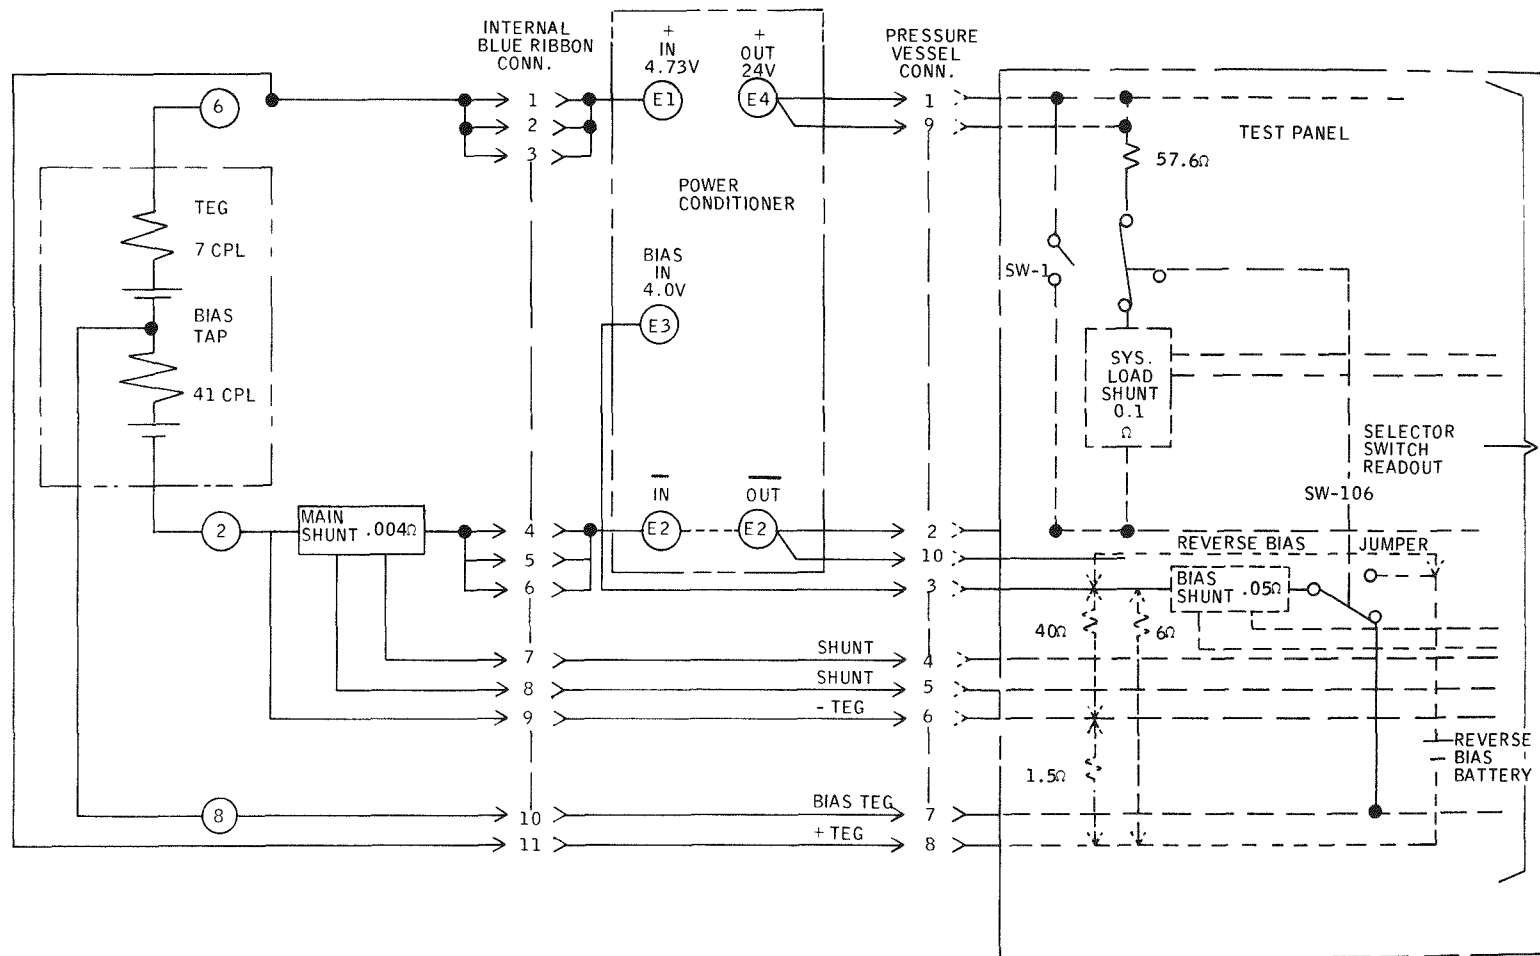 INTERNAL
BLUE RIBBON
CONN.
+
IN
4.73V
+
OUT
24V
PRESSURE
VESSEL
CONN.
6
1
E1
E4
1
2
9
TEST PANEL
3
57.6Ω
POWER
CONDITIONER
TEG
7 CPL
BIAS
IN
4.0V
SW-1
BIAS
TAP
E3
SYS.
LOAD
SHUNT
0.1
Ω
41 CPL
SELECTOR
SWITCH
READOUT
IN
OUT
SW-106
2
MAIN
SHUNT .004Ω
4
E2
E2
2
5
10
REVERSE BIAS
JUMPER
6
3
BIAS
SHUNT .05Ω
40Ω
6Ω
7
SHUNT
4
8
SHUNT
5
9
- TEG
6
REVERSE
BIAS
BATTERY
1.5Ω
8
10
BIAS TEG
7
11
+ TEG
8